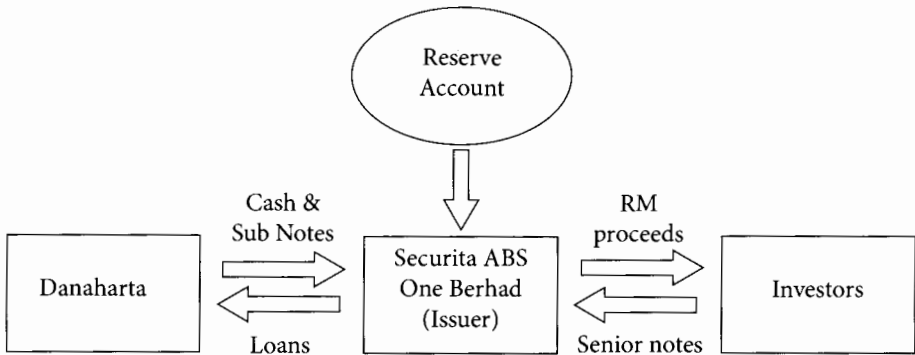 Reserve
Account
Cash &
Sub Notes
RM
proceeds
Danaharta
Securita ABS
One Berhad
(Issuer)
Investors
Loans
Senior notes